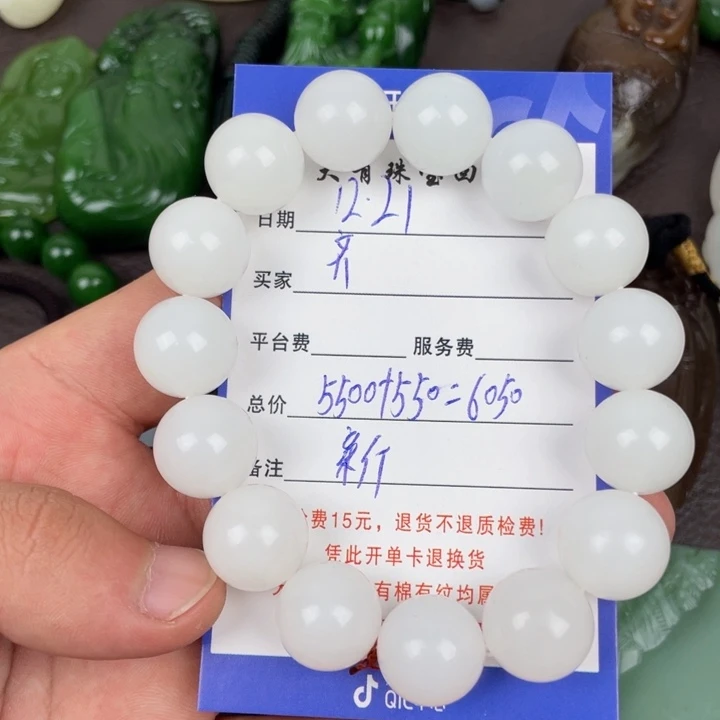 日期 12.21
买家 齐
平台费 服务费
总价 5500+550=6050
备注
费15元，退货不退质检费!
凭此开单卡退换货
有棉有纹均属